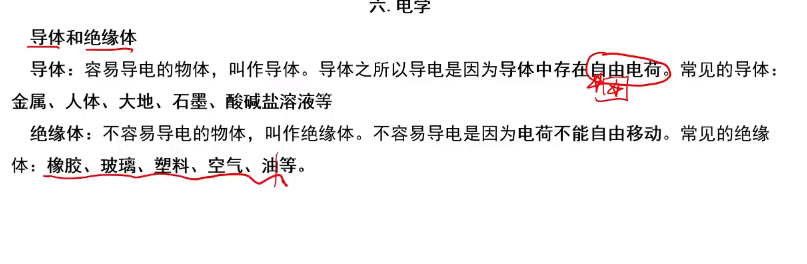 六.电学
导体和绝缘体
导体：容易导电的物体，叫作导体。导体之所以导电是因为导体中存在自由电荷。常见的导体：
金属、人体、大地、石墨、酸碱盐溶液等
绝缘体：不容易导电的物体，叫作绝缘体。不容易导电是因为电荷不能自由移动。常见的绝缘
体：橡胶、玻璃、塑料、空气、油等。